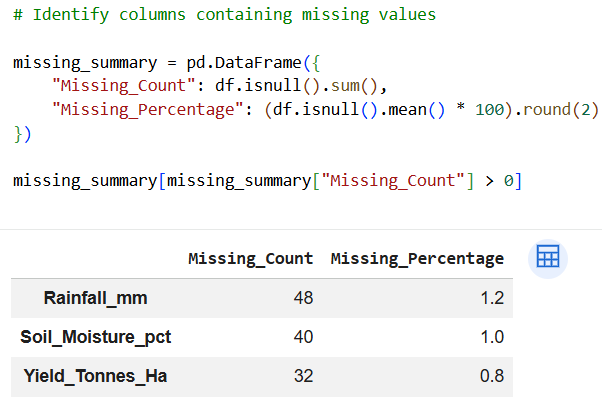 # Identify columns containing missing values
missing_summary = pd.DataFrame({
    "Missing_Count": df.isnull().sum(),
    "Missing_Percentage": (df.isnull().mean() * 100).round(2)
})
missing_summary[missing_summary["Missing_Count"] > 0]
Missing_Count Missing_Percentage
Rainfall_mm 48 1.2
Soil_Moisture_pct 40 1.0
Yield_Tonnes_Ha 32 0.8